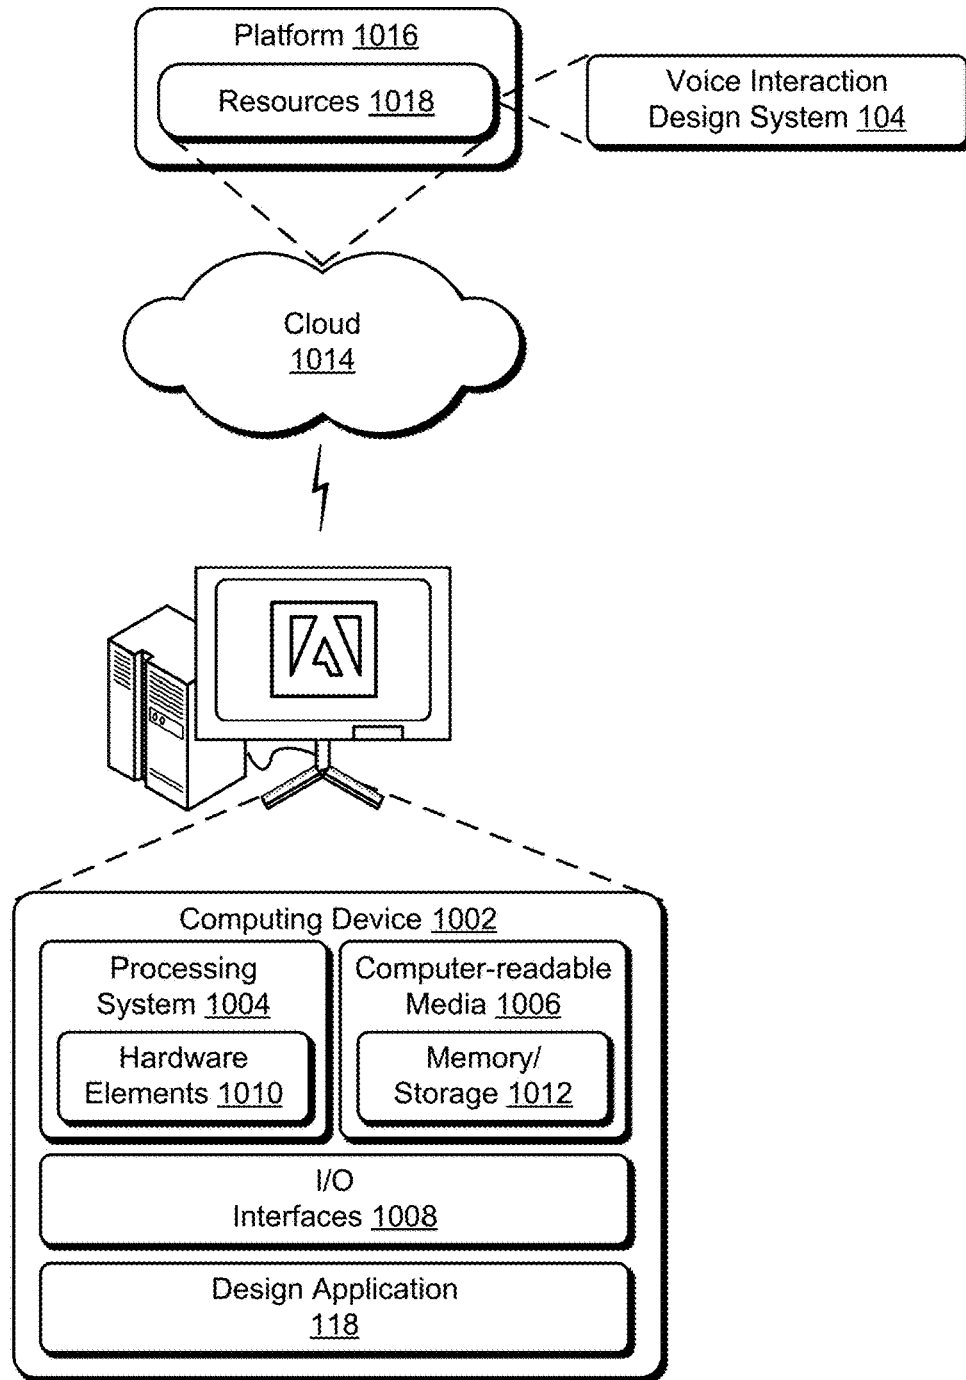 Platform 1016
Resources 1018
Voice Interaction
Design System 104
Cloud
1014
Computing Device 1002
Processing
System 1004
Hardware
Elements 1010
Computer-readable
Media 1006
Memory/
Storage 1012
I/O
Interfaces 1008
Design Application
118